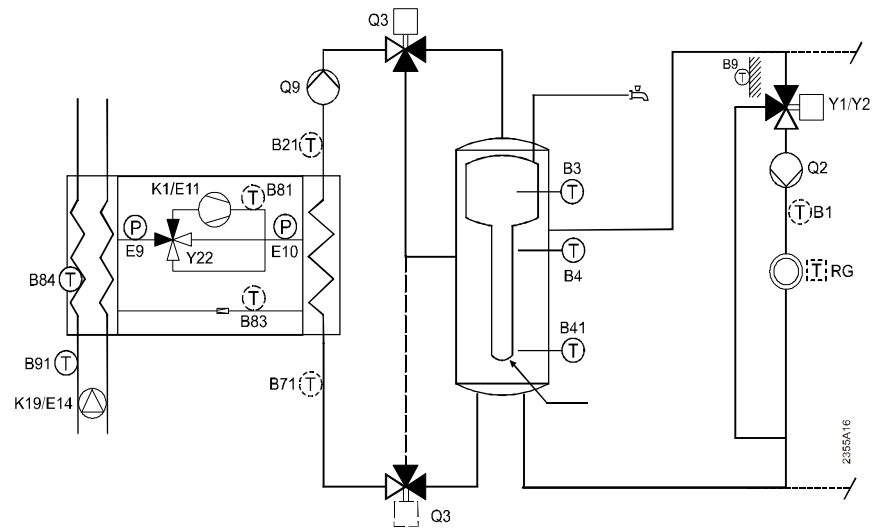 Q3
B9
T
Y1/Y2
Q9
B21
T
Q2
K1/E11
T
B81
B3
T
T
B1
P
P
E9
Y22
E10
T
B4
B84
T
T
RG
T
B83
B41
T
B91
T
B71
T
K19/E14
2355A16
Q3